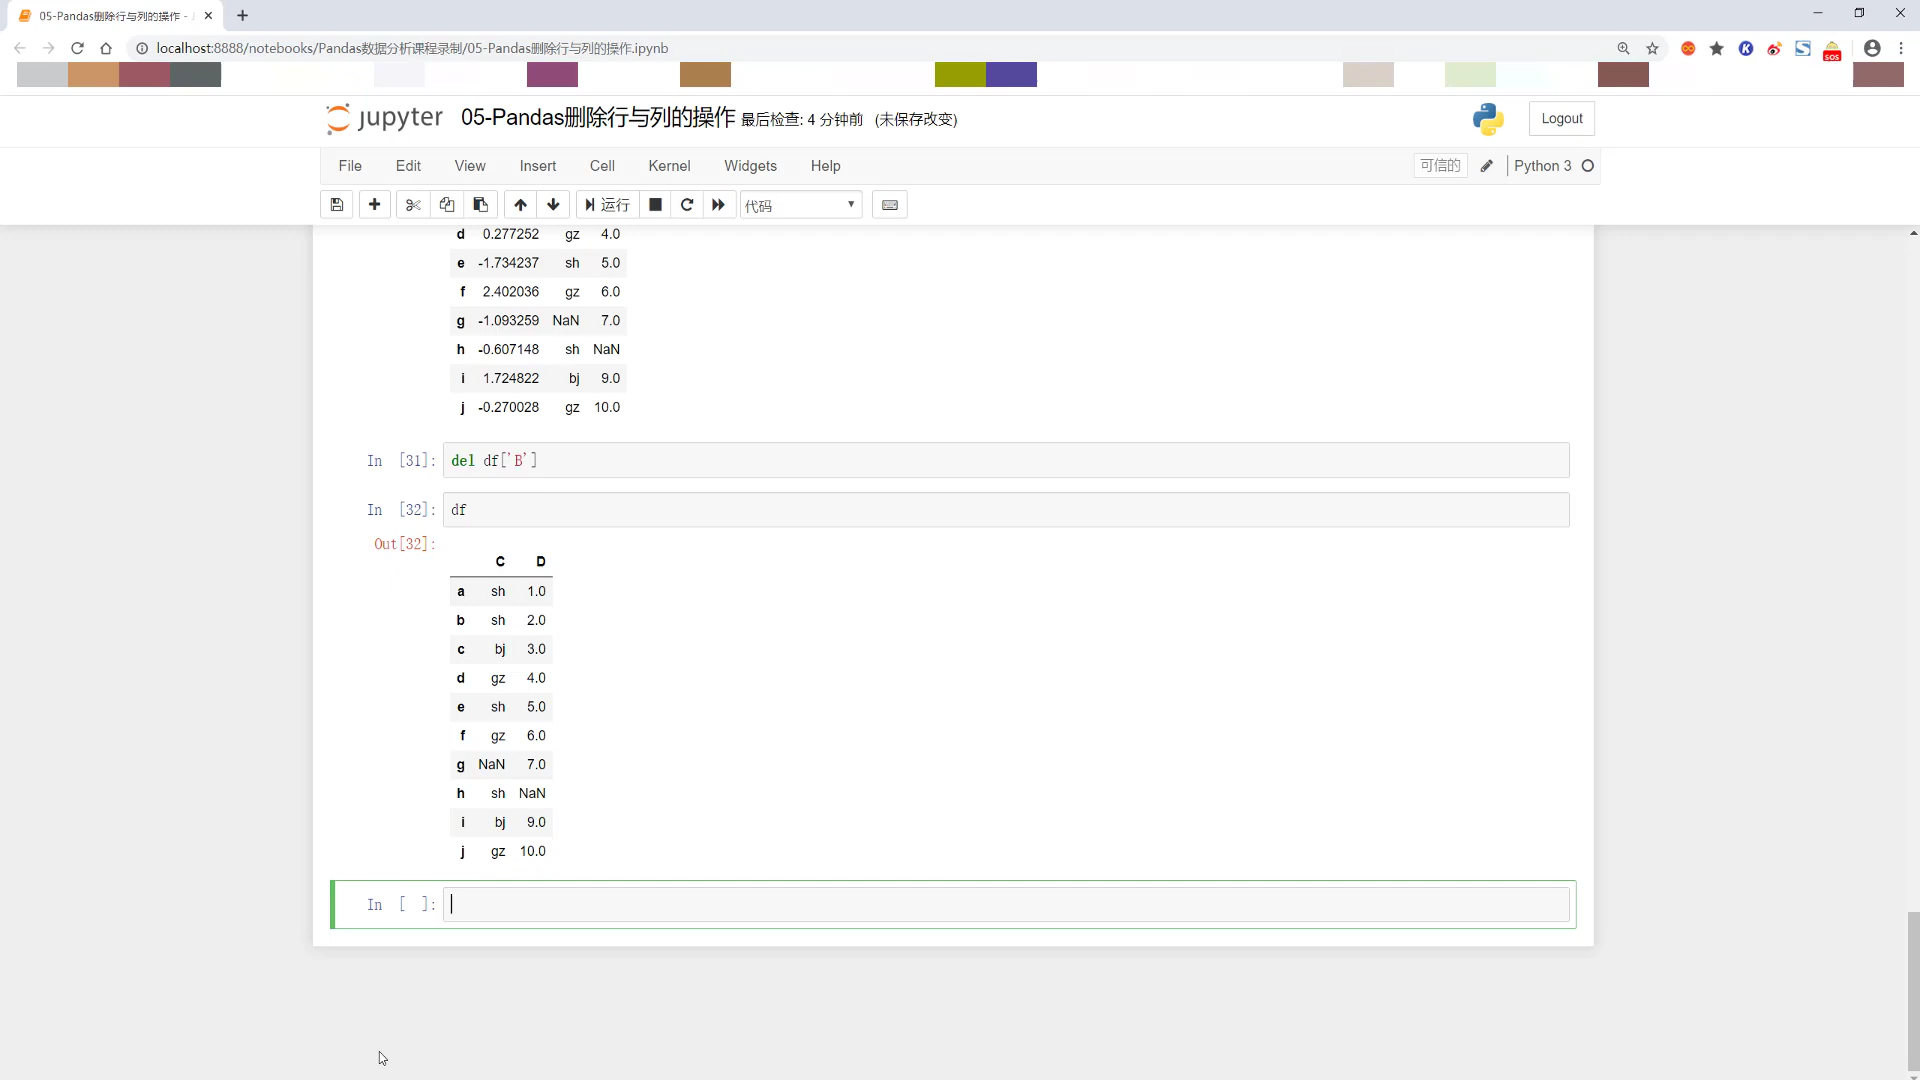 05-Pandas删除行与列的操作 -
localhost:8888/notebooks/Pandas数据分析课程录制/05-Pandas删除行与列的操作.ipynb
sos
jupyter 05-Pandas删除行与列的操作 最后检查: 4 分钟前 (未保存改变)
Logout
File Edit View Insert Cell Kernel Widgets Help
可信的 Python 3
运行 代码
d 0.277252 gz 4.0
e -1.734237 sh 5.0
f 2.402036 gz 6.0
g -1.093259 NaN 7.0
h -0.607148 sh NaN
i 1.724822 bj 9.0
j -0.270028 gz 10.0
In [31]: del df['B']
In [32]: df
Out[32]:
C D
a sh 1.0
b sh 2.0
c bj 3.0
d gz 4.0
e sh 5.0
f gz 6.0
g NaN 7.0
h sh NaN
i bj 9.0
j gz 10.0
In [ ]: